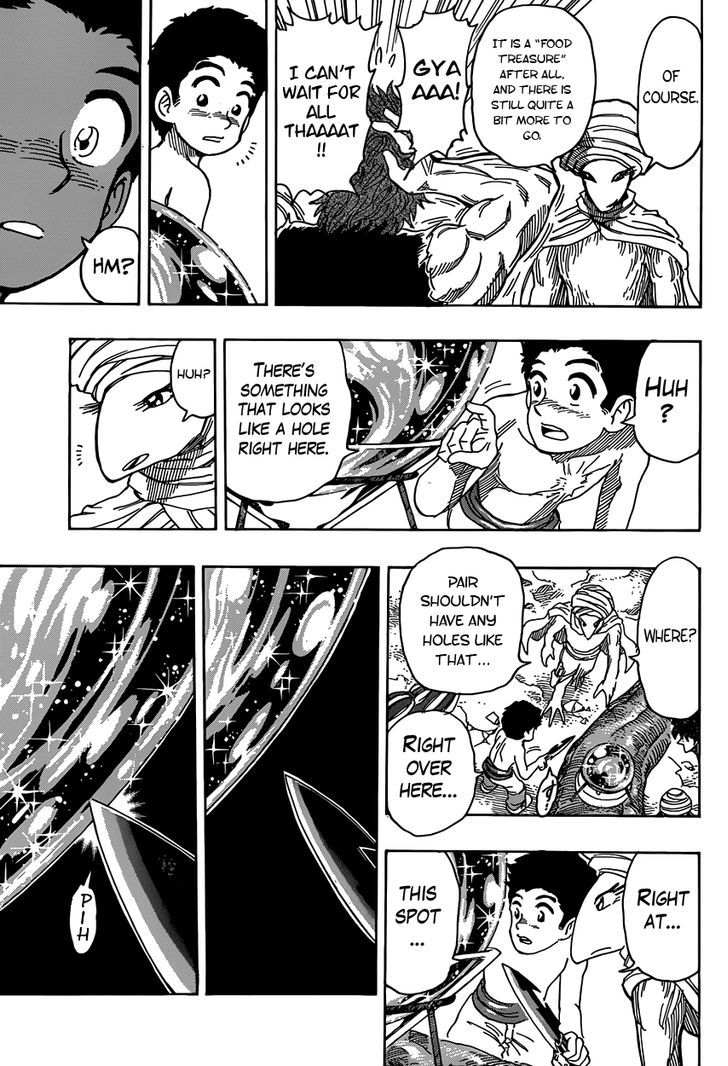 OF
COURSE.
IT IS A "FOOD
TREASURE"
AFTER ALL,
AND THERE IS
STILL QUITE A
BIT MORE TO
GO.
GYA
AAA!
I CAN'T
WAIT FOR
ALL
THAAAAT
!!
HM?
HUH
?
THERE'S
SOMETHING
THAT LOOKS
LIKE A HOLE
RIGHT HERE.
HUH?
WHERE?
PAIR
SHOULDN'T
HAVE ANY
HOLES LIKE
THAT...
RIGHT
OVER
HERE...
RIGHT
AT...
THIS
SPOT
...
PIH